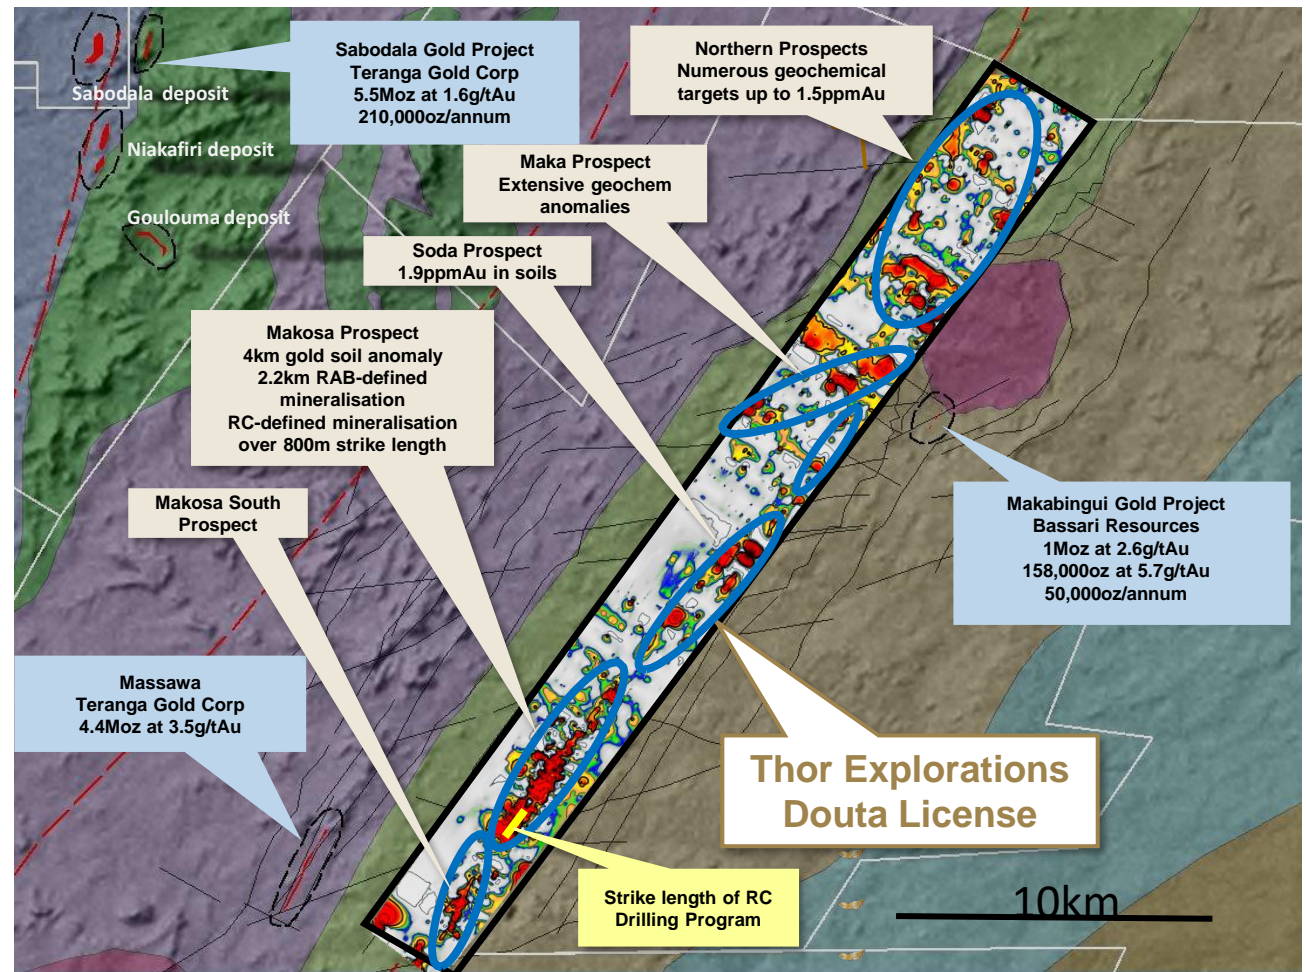 Sabodala Gold Project
Teranga Gold Corp
5.5Moz at 1.6g/tAu
210,000oz/annum
Northern Prospects
Numerous geochemical
targets up to 1.5ppmAu
Sabodala deposit
Niakafiri deposit
Maka Prospect
Extensive geochem
anomalies
Goulouma deposit
Soda Prospect
1.9ppmAu in soils
Makosa Prospect
4km gold soil anomaly
2.2km RAB-defined
mineralisation
RC-defined mineralisation
over 800m strike length
Makosa South
Prospect
Makabingui Gold Project
Bassari Resources
1Moz at 2.6g/tAu
158,000oz at 5.7g/tAu
50,000oz/annum
Massawa
Teranga Gold Corp
4.4Moz at 3.5g/tAu
Thor Explorations
Douta License
Strike length of RC
Drilling Program
10km